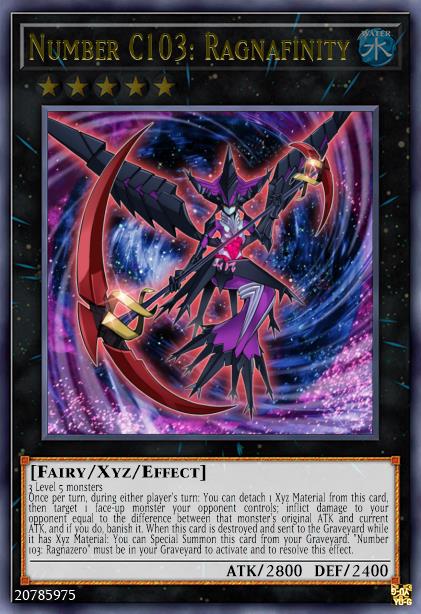 Number C103: Ragnafinity
WATER
水
[Fairy/Xyz/Effect]
3 Level 5 monsters
Once per turn, during either player's turn: You can detach 1 Xyz Material from this card,
then target 1 face-up monster your opponent controls; inflict damage to your
opponent equal to the difference between that monster's original ATK and current
ATK, and if you do, banish it. When this card is destroyed and sent to the Graveyard while
it has Xyz Material: You can Special Summon this card from your Graveyard. "Number
103: Ragnazero" must be in your Graveyard to activate and to resolve this effect.
ATK/2800 DEF/2400
20785975